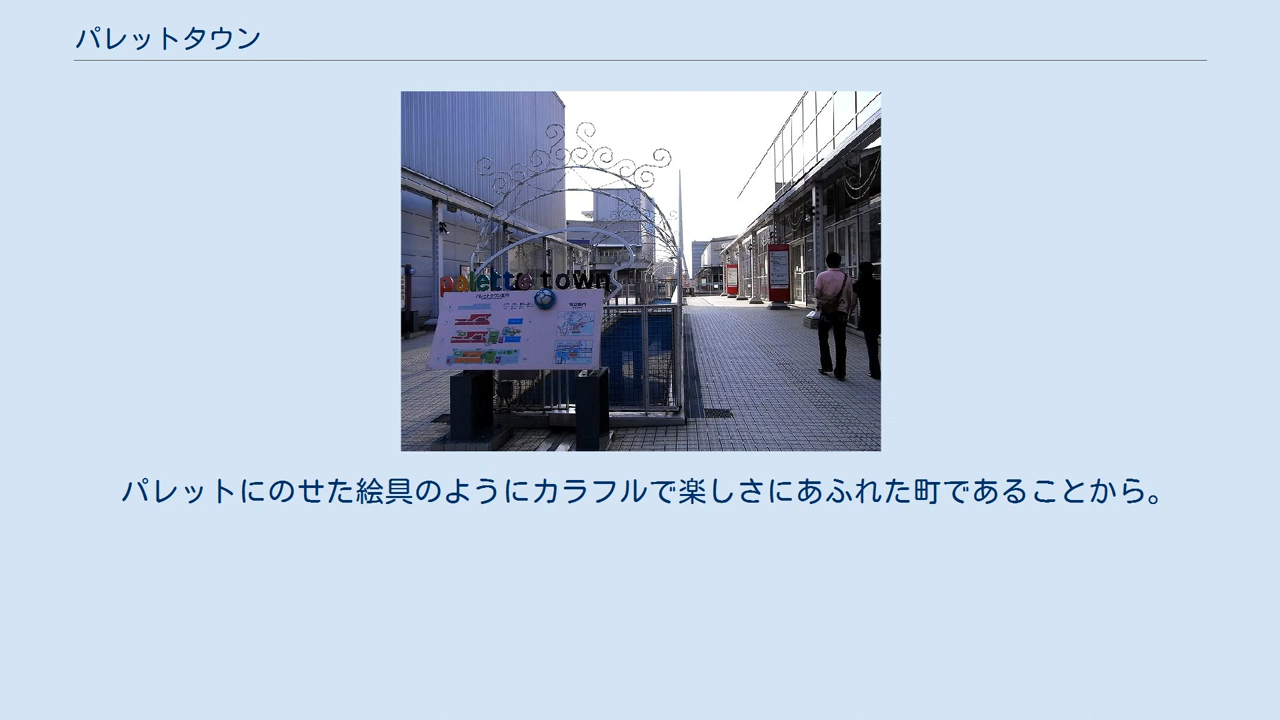 パレットタウン
palette town
パレットにのせた絵具のようにカラフルで楽しさにあふれた町であることから。